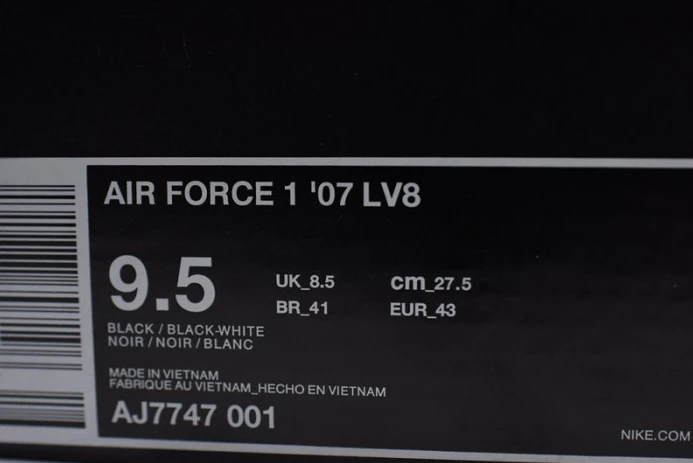 AIR FORCE 1 '07 LV8
9.5
UK_8.5 cm_27.5
BR_41 EUR_43
BLACK / BLACK-WHITE
NOIR / NOIR / BLANC
MADE IN VIETNAM
FABRIQUE AU VIETNAM_HECHO EN VIETNAM
AJ7747 001
NIKE.COM